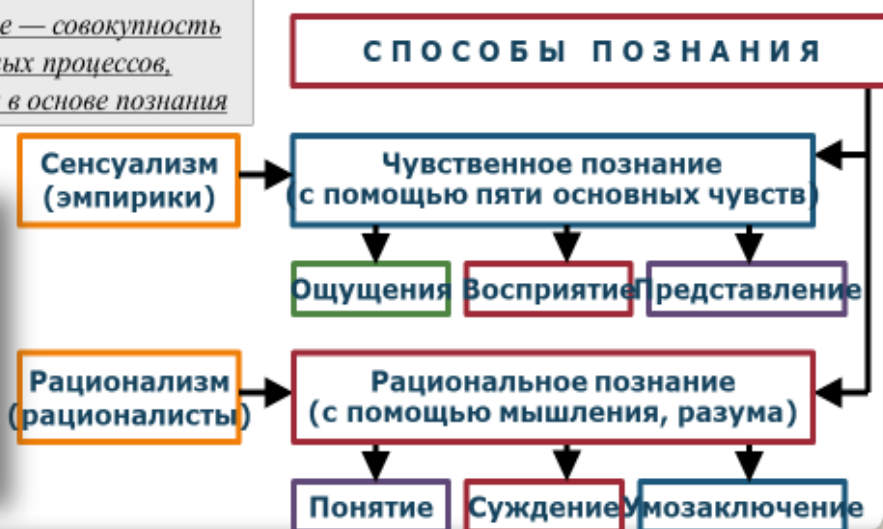 е — совокупность
ых процессов,
в основе познания
СПОСОБЫ ПОЗНАНИЯ
Сенсуализм
(эмпирики)
Чувственное познание
(с помощью пяти основных чувств)
Ощущения Восприятие Представление
Рационализм
(рационалисты)
Рациональное познание
(с помощью мышления, разума)
Понятие Суждение Умозаключение